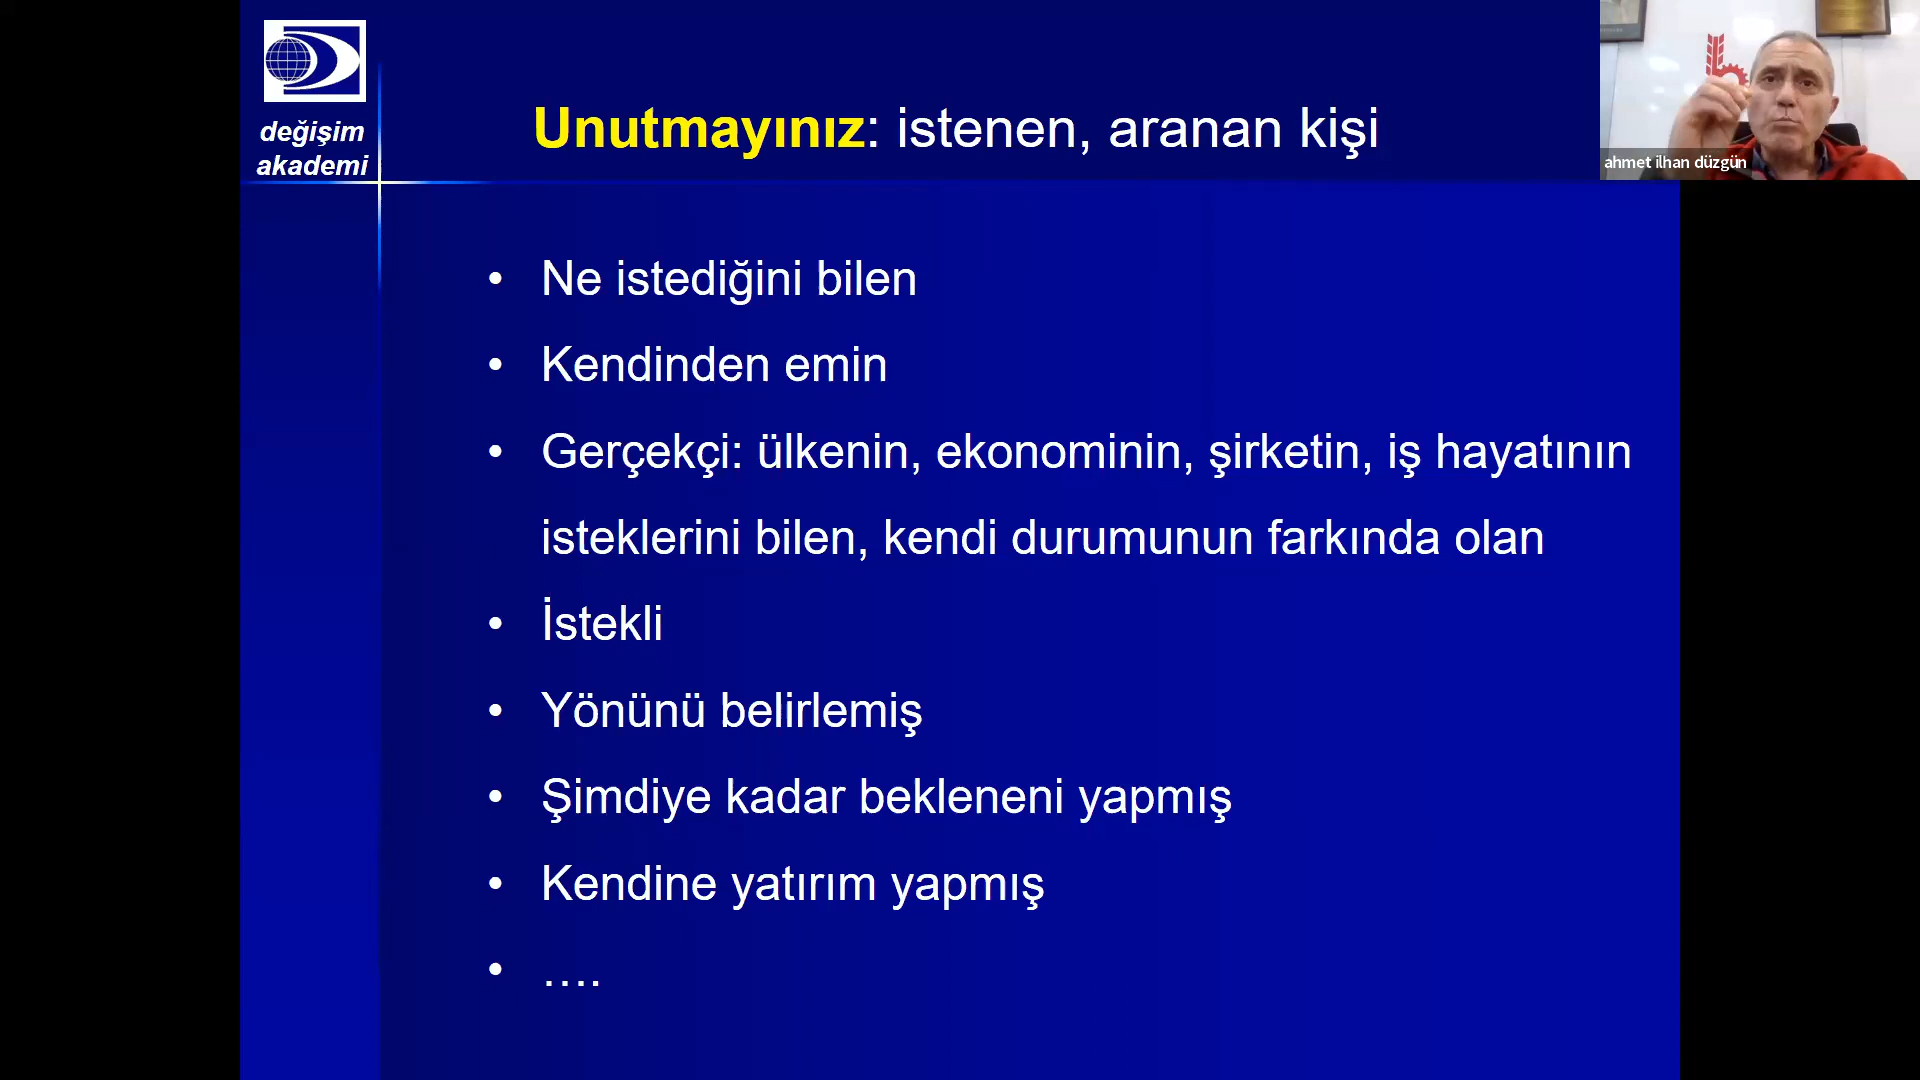 değişim
akademi
Unutmayınız: istenen, aranan kişi
ahmet ilhan düzgün
• Ne istediğini bilen
• Kendinden emin
• Gerçekçi: ülkenin, ekonominin, şirketin, iş hayatının
isteklerini bilen, kendi durumunun farkında olan
• İstekli
• Yönünü belirlemiş
• Şimdiye kadar bekleneni yapmış
• Kendine yatırım yapmış
• ….